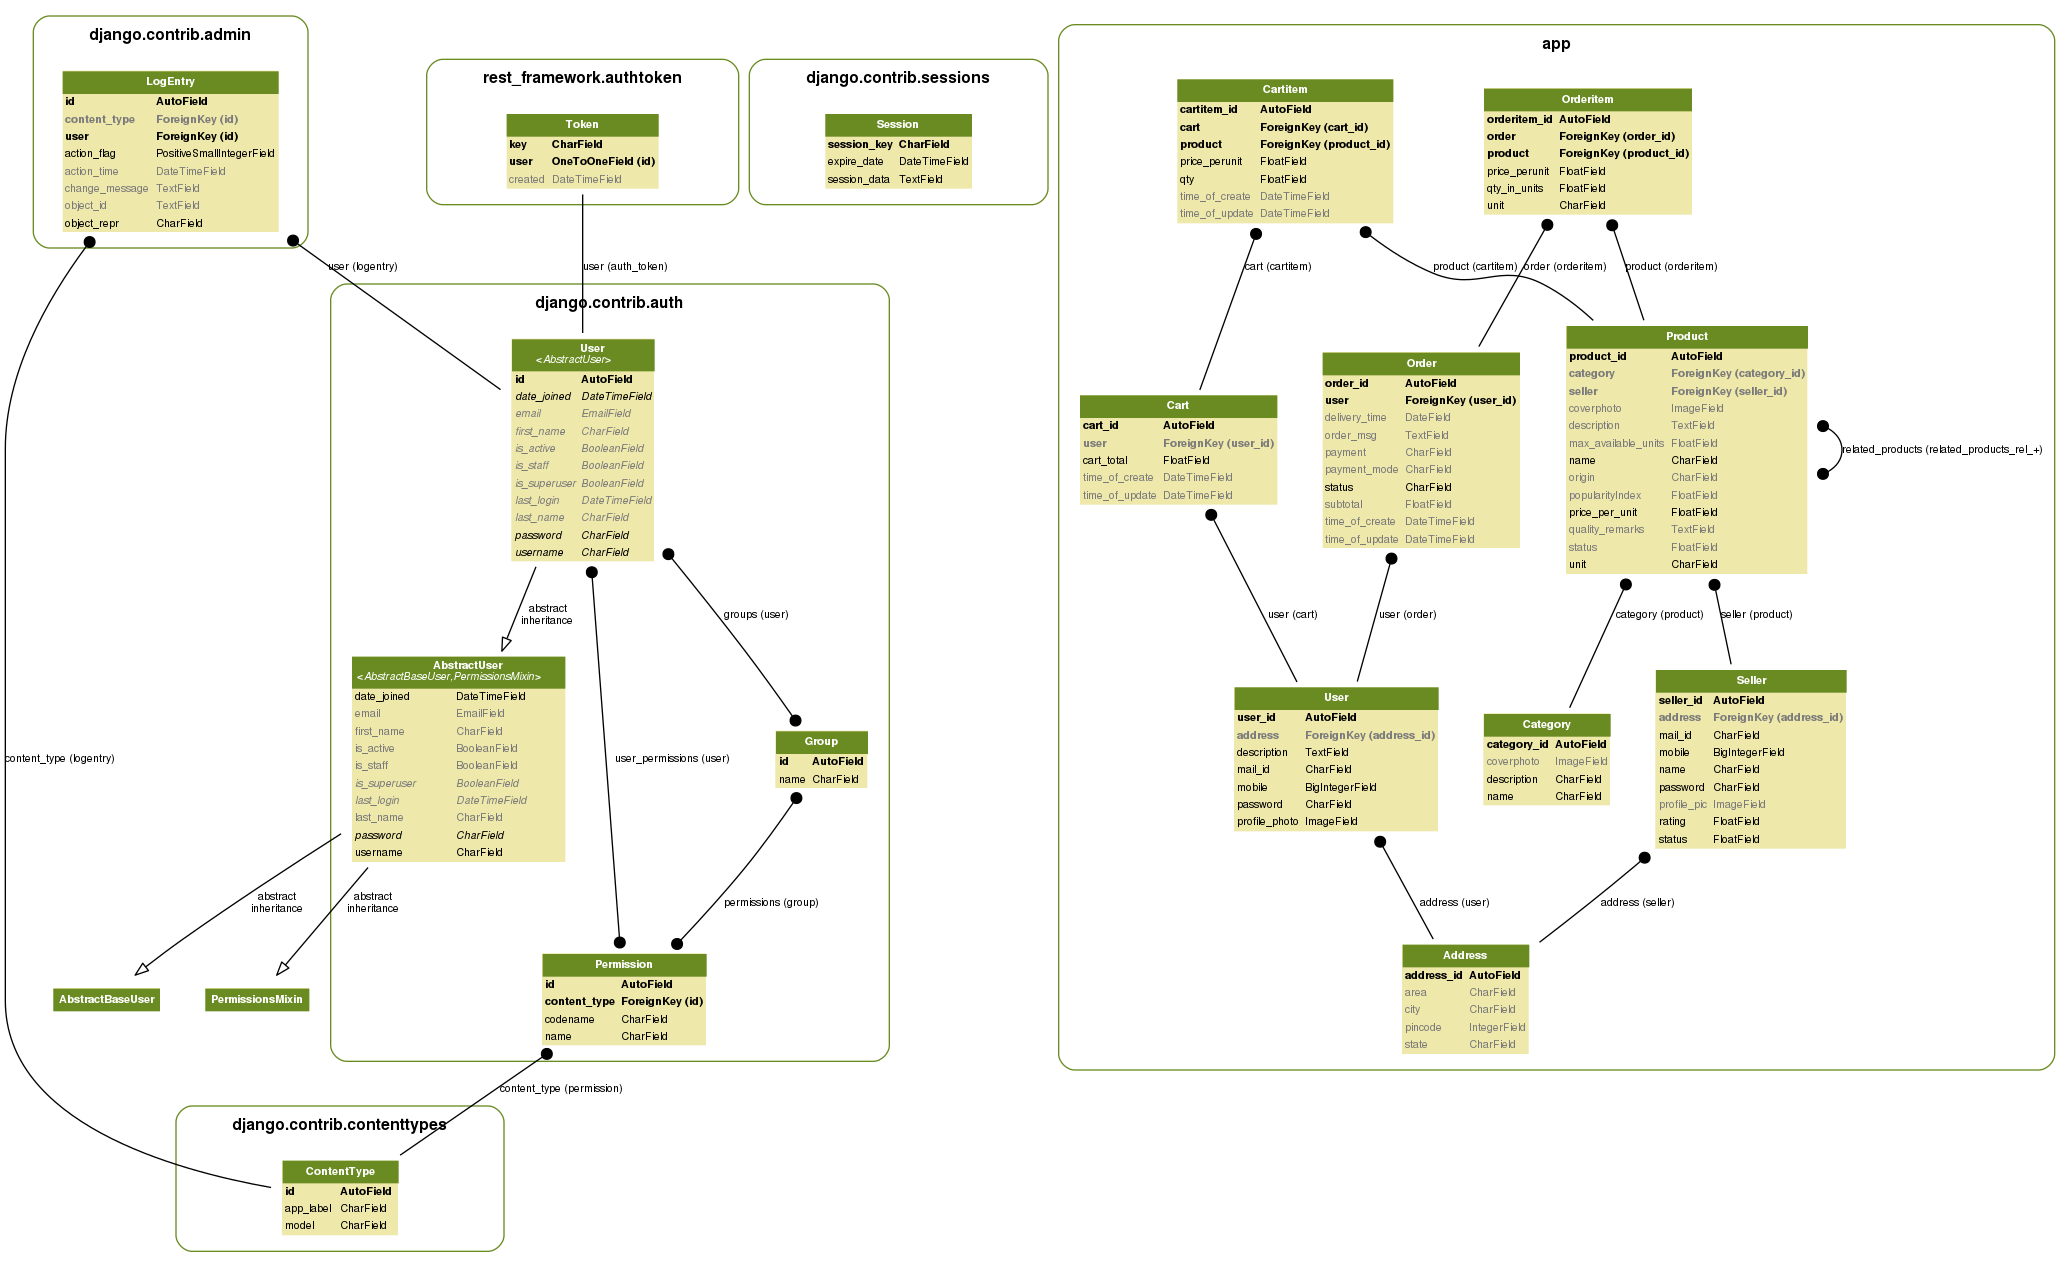 django.contrib.admin
LogEntry
id AutoField
content_type ForeignKey (id)
user ForeignKey (id)
action_flag PositiveSmallIntegerField
action_time DateTimeField
change_message TextField
object_id TextField
object_repr CharField
rest_framework.authtoken
Token
key CharField
user OneToOneField (id)
created DateTimeField
django.contrib.sessions
Session
session_key CharField
expire_date DateTimeField
session_data TextField
user (logentry)
user (auth_token)
django.contrib.auth
User
<AbstractUser>
id AutoField
date_joined DateTimeField
email EmailField
first_name CharField
is_active BooleanField
is_staff BooleanField
is_superuser BooleanField
last_login DateTimeField
last_name CharField
password CharField
username CharField
abstract
inheritance
groups (user)
AbstractUser
<AbstractBaseUser,PermissionsMixin>
date_joined DateTimeField
email EmailField
first_name CharField
is_active BooleanField
is_staff BooleanField
is_superuser BooleanField
last_login DateTimeField
last_name CharField
password CharField
username CharField
user_permissions (user)
Group
id AutoField
name CharField
content_type (logentry)
abstract
inheritance
abstract
inheritance
permissions (group)
AbstractBaseUser
PermissionsMixin
Permission
id AutoField
content_type ForeignKey (id)
codename CharField
name CharField
content_type (permission)
django.contrib.contenttypes
ContentType
id AutoField
app_label CharField
model CharField
app
Cartitem
cartitem_id AutoField
cart ForeignKey (cart_id)
product ForeignKey (product_id)
price_perunit FloatField
qty FloatField
time_of_create DateTimeField
time_of_update DateTimeField
Orderitem
orderitem_id AutoField
order ForeignKey (order_id)
product ForeignKey (product_id)
price_perunit FloatField
qty_in_units FloatField
unit CharField
cart (cartitem)
product (cartitem)
order (orderitem)
product (orderitem)
Cart
cart_id AutoField
user ForeignKey (user_id)
cart_total FloatField
time_of_create DateTimeField
time_of_update DateTimeField
Order
order_id AutoField
user ForeignKey (user_id)
delivery_time DateField
order_msg TextField
payment CharField
payment_mode CharField
status CharField
subtotal FloatField
time_of_create DateTimeField
time_of_update DateTimeField
Product
product_id AutoField
category ForeignKey (category_id)
seller ForeignKey (seller_id)
coverphoto ImageField
description TextField
max_available_units FloatField
name CharField
origin CharField
popularityIndex FloatField
price_per_unit FloatField
quality_remarks TextField
status FloatField
unit CharField
related_products (related_products_rel_+)
user (cart)
user (order)
category (product)
seller (product)
User
user_id AutoField
address ForeignKey (address_id)
description TextField
mail_id CharField
mobile BigIntegerField
password CharField
profile_photo ImageField
Category
category_id AutoField
coverphoto ImageField
description CharField
name CharField
Seller
seller_id AutoField
address ForeignKey (address_id)
mail_id CharField
mobile BigIntegerField
name CharField
password CharField
profile_pic ImageField
rating FloatField
status FloatField
address (user)
address (seller)
Address
address_id AutoField
area CharField
city CharField
pincode IntegerField
state CharField